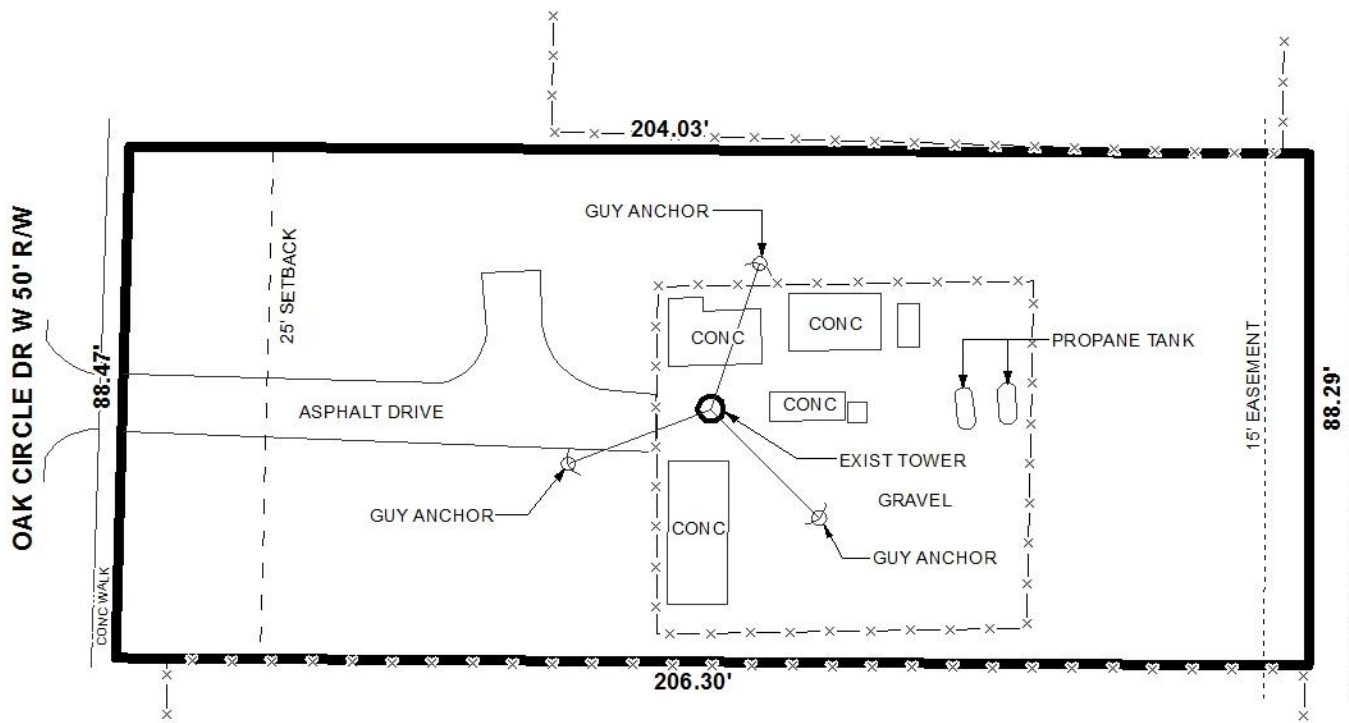 204.03'
OAK CIRCLE DR W 50' R/W
88.47'
25' SETBACK
GUY ANCHOR
CONC
CONC
PROPANE TANK
15' EASEMENT
88.29'
ASPHALT DRIVE
CONC
EXIST TOWER
GRAVEL
GUY ANCHOR
CONC
GUY ANCHOR
CONC WALK
206.30'